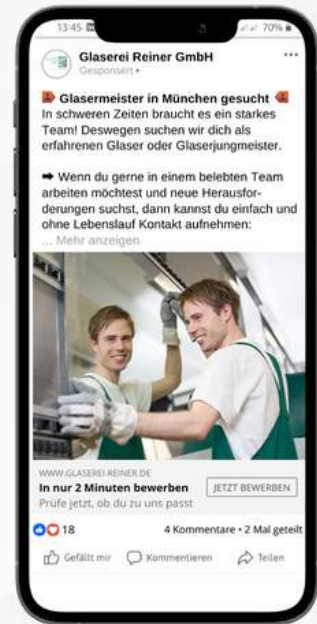 13:45
70%
Glaserei Reiner GmbH
Gesponsert •
Glasermeister in München gesucht
In schweren Zeiten braucht es ein starkes
Team! Deswegen suchen wir dich als
erfahrenen Glaser oder Glaserjungmeister.
➡ Wenn du gerne in einem belebten Team
arbeiten möchtest und neue Herausfor-
derungen suchst, dann kannst du einfach und
ohne Lebenslauf Kontakt aufnehmen:
... Mehr anzeigen
WWW.GLASEREI-REINER.DE
In nur 2 Minuten bewerben
JETZT BEWERBEN
Prüfe jetzt, ob du zu uns passt
18
4 Kommentare • 2 Mal geteilt
Gefällt mir
Kommentieren
Teilen